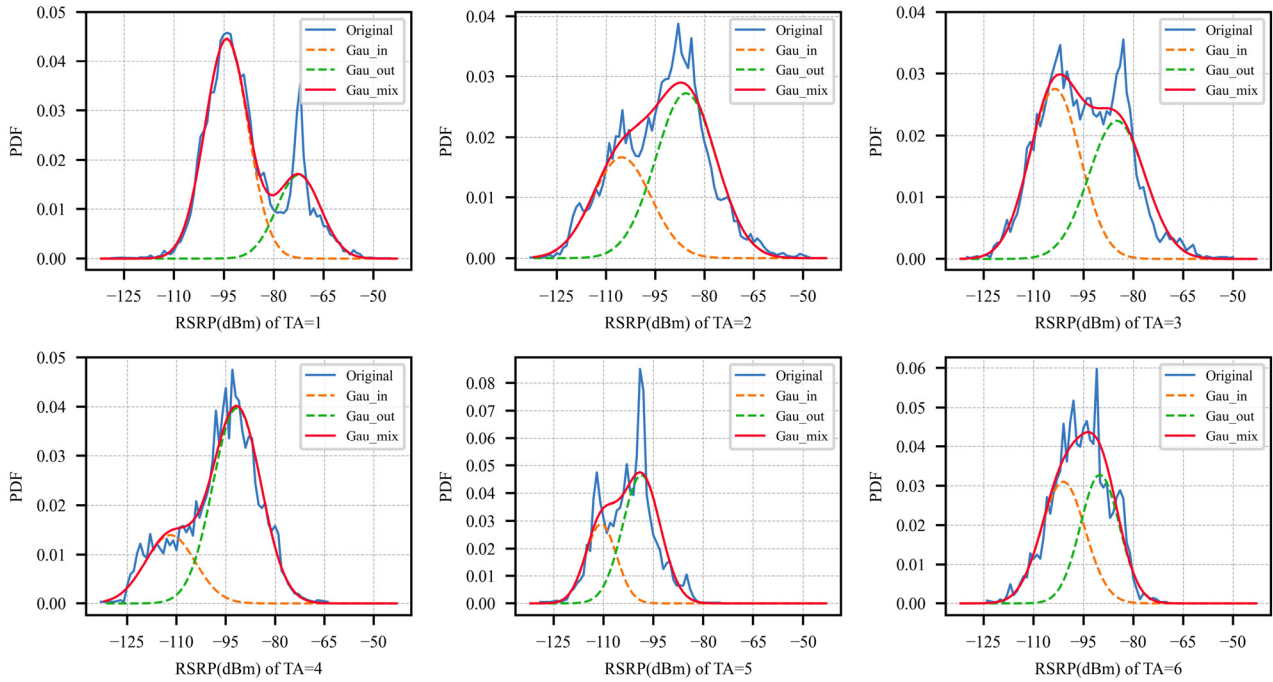 0.05
0.04
0.03
0.02
0.01
0.00
PDF
−125 −110 −95 −80 −65 −50
RSRP(dBm) of TA=1
Original
Gau_in
Gau_out
Gau_mix
0.04
0.03
0.02
0.01
0.00
PDF
−125 −110 −95 −80 −65 −50
RSRP(dBm) of TA=2
Original
Gau_in
Gau_out
Gau_mix
0.04
0.03
0.02
0.01
0.00
PDF
−125 −110 −95 −80 −65 −50
RSRP(dBm) of TA=3
Original
Gau_in
Gau_out
Gau_mix
0.05
0.04
0.03
0.02
0.01
0.00
PDF
−125 −110 −95 −80 −65 −50
RSRP(dBm) of TA=4
Original
Gau_in
Gau_out
Gau_mix
0.08
0.07
0.06
0.05
0.04
0.03
0.02
0.01
0.00
PDF
−125 −110 −95 −80 −65 −50
RSRP(dBm) of TA=5
Original
Gau_in
Gau_out
Gau_mix
0.06
0.05
0.04
0.03
0.02
0.01
0.00
PDF
−125 −110 −95 −80 −65 −50
RSRP(dBm) of TA=6
Original
Gau_in
Gau_out
Gau_mix